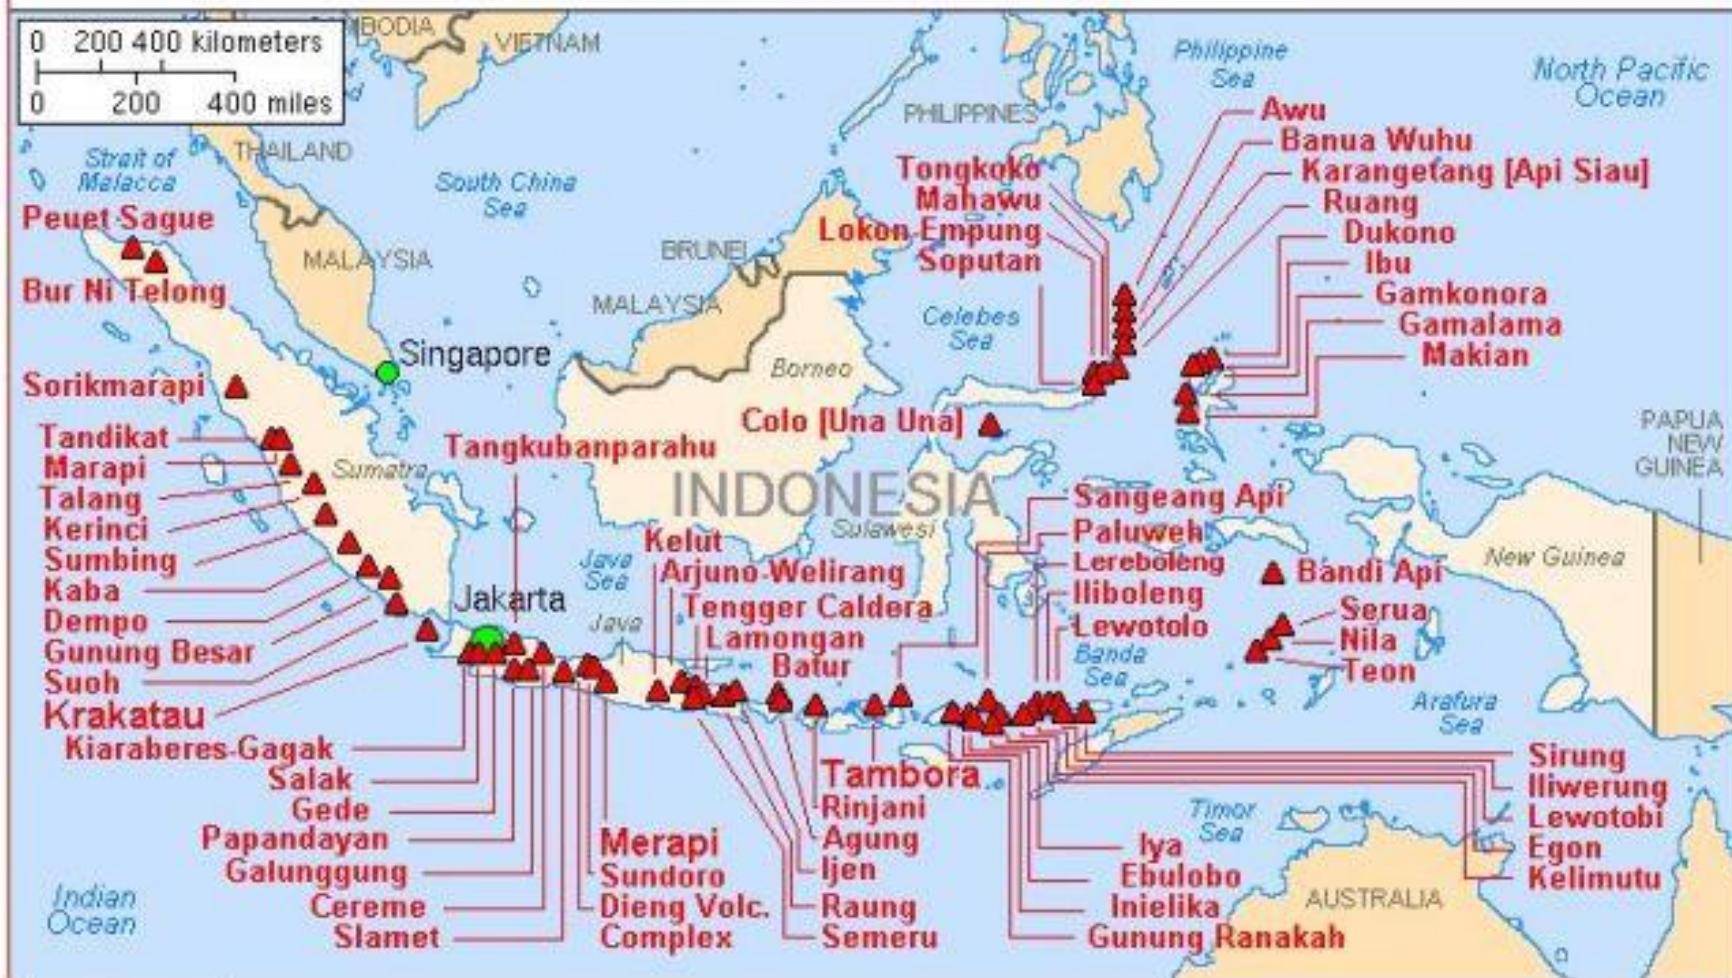 0 200 400 kilometers
0 200 400 miles
BODIA
VIETNAM
THAILAND
Strait of
Malacca
South China
Sea
MALAYSIA
BRUNEI
MALAYSIA
PHILIPPINES
Philippine
Sea
North Pacific
Ocean
Celebes
Sea
Borneo
Singapore
INDONESIA
Sumatra
Sulawesi
Java
Sea
Java
Jakarta
PAPUA
NEW
GUINEA
New Guinea
Banda
Sea
Arafura
Sea
Timor
Sea
AUSTRALIA
Indian
Ocean
Peuet Sague
Bur Ni Telong
Sorikmarapi
Tandikat
Marapi
Talang
Kerinci
Sumbing
Kaba
Dempo
Gunung Besar
Suoh
Krakatau
Kiaraberes-Gagak
Salak
Gede
Papandayan
Galunggung
Cereme
Slamet
Tangkubanparahu
Merapi
Sundoro
Dieng Volc.
Complex
Kelut
Arjuno-Welirang
Tengger Caldera
Lamongan
Batur
Tambora
Rinjani
Agung
Ijen
Raung
Semeru
Tongkoko
Mahawu
Lokon Empung
Soputan
Colo [Una Una]
Awu
Banua Wuhu
Karangetang [Api Siau]
Ruang
Dukono
Ibu
Gamkonora
Gamalama
Makian
Sangeang Api
Paluweh
Lereboleng
Iliboleng
Lewotolo
Bandi Api
Serua
Nila
Teon
Sirung
Iliwerung
Lewotobi
Egon
Kelimutu
Iya
Ebulobo
Inielika
Gunung Ranakah